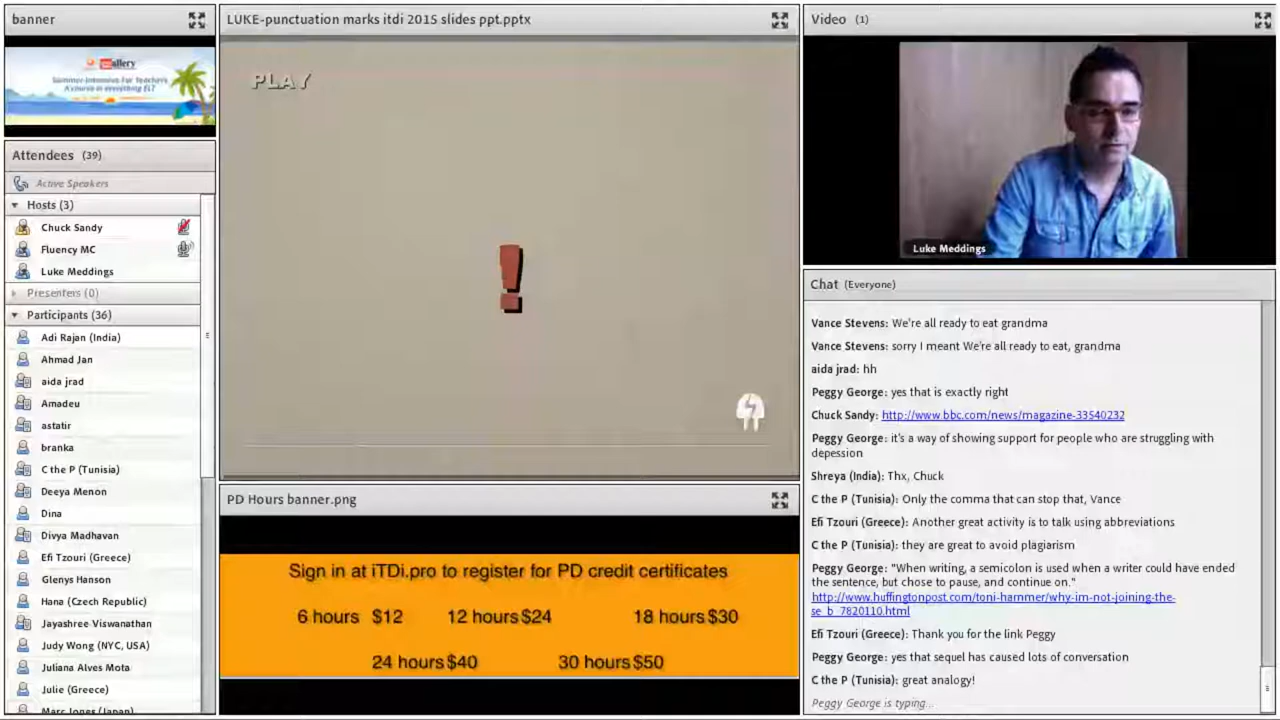 banner
allery
Summer-Intensive For Teachers
A course in everything ELT
Attendees (39)
Active Speakers
Hosts (3)
Chuck Sandy
Fluency MC
Luke Meddings
Presenters (0)
Participants (36)
Adi Rajan (India)
Ahmad Jan
aida jrad
Amadeu
astatir
branka
C the P (Tunisia)
Deeya Menon
Dina
Divya Madhavan
Efi Tzouri (Greece)
Glenys Hanson
Hana (Czech Republic)
Jayashree Viswanathan
Judy Wong (NYC, USA)
Juliana Alves Mota
Julie (Greece)
Marc Jones (Japan)
LUKE-punctuation marks itdi 2015 slides ppt.pptx
PLAY
!
PD Hours banner.png
Sign in at iTDi.pro to register for PD credit certificates
6 hours $12 12 hours $24 18 hours $30
24 hours $40 30 hours $50
Video (1)
Luke Meddings
Chat (Everyone)
Vance Stevens: We're all ready to eat grandma
Vance Stevens: sorry I meant We're all ready to eat, grandma
aida jrad: hh
Peggy George: yes that is exactly right
Chuck Sandy: http://www.bbc.com/news/magazine-33540232
Peggy George: it's a way of showing support for people who are struggling with
depession
Shreya (India): Thx, Chuck
C the P (Tunisia): Only the comma that can stop that, Vance
Efi Tzouri (Greece): Another great activity is to talk using abbreviations
C the P (Tunisia): they are great to avoid plagiarism
Peggy George: "When writing, a semicolon is used when a writer could have ended
the sentence, but chose to pause, and continue on."
http://www.huffingtonpost.com/toni-hammer/why-im-not-joining-the-
se_b_7820110.html
Efi Tzouri (Greece): Thank you for the link Peggy
Peggy George: yes that sequel has caused lots of conversation
C the P (Tunisia): great analogy!
Peggy George is typing...